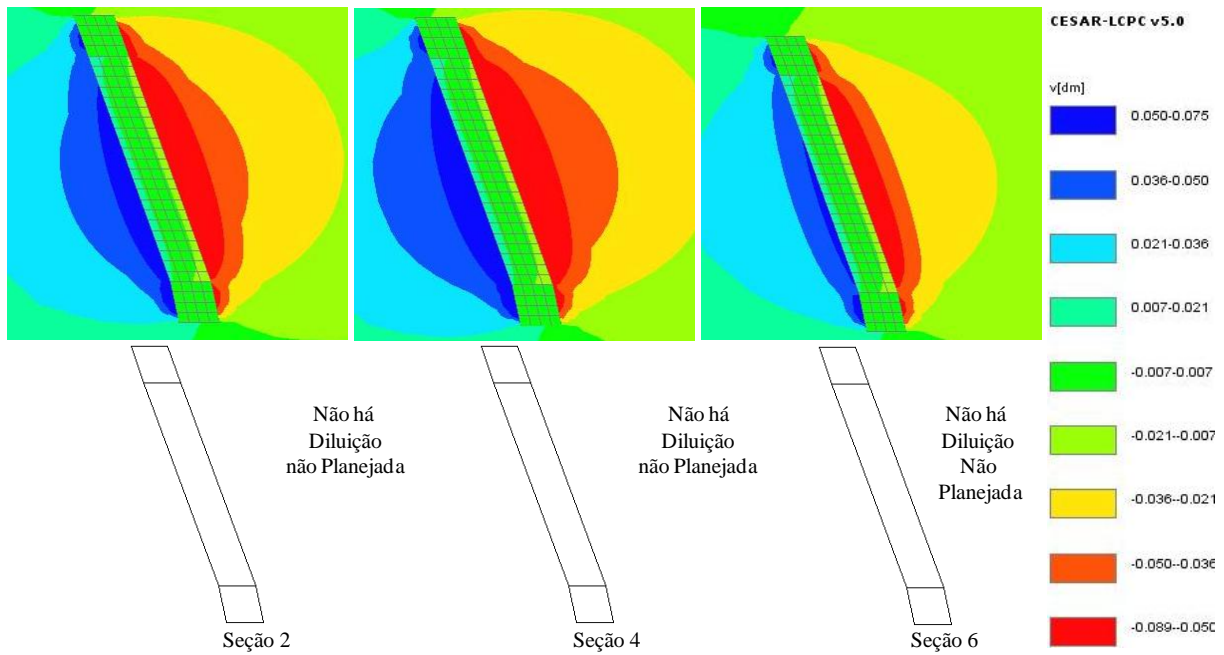 CESAR-LCPC v5.0
v[dm]
0.050-0.075
0.036-0.050
0.021-0.036
0.007-0.021
-0.007-0.007
-0.021--0.007
-0.036--0.021
-0.050--0.036
-0.089--0.050
Não há
Diluição
não Planejada
Seção 2
Não há
Diluição
não Planejada
Seção 4
Não há
Diluição
Não
Planejada
Seção 6